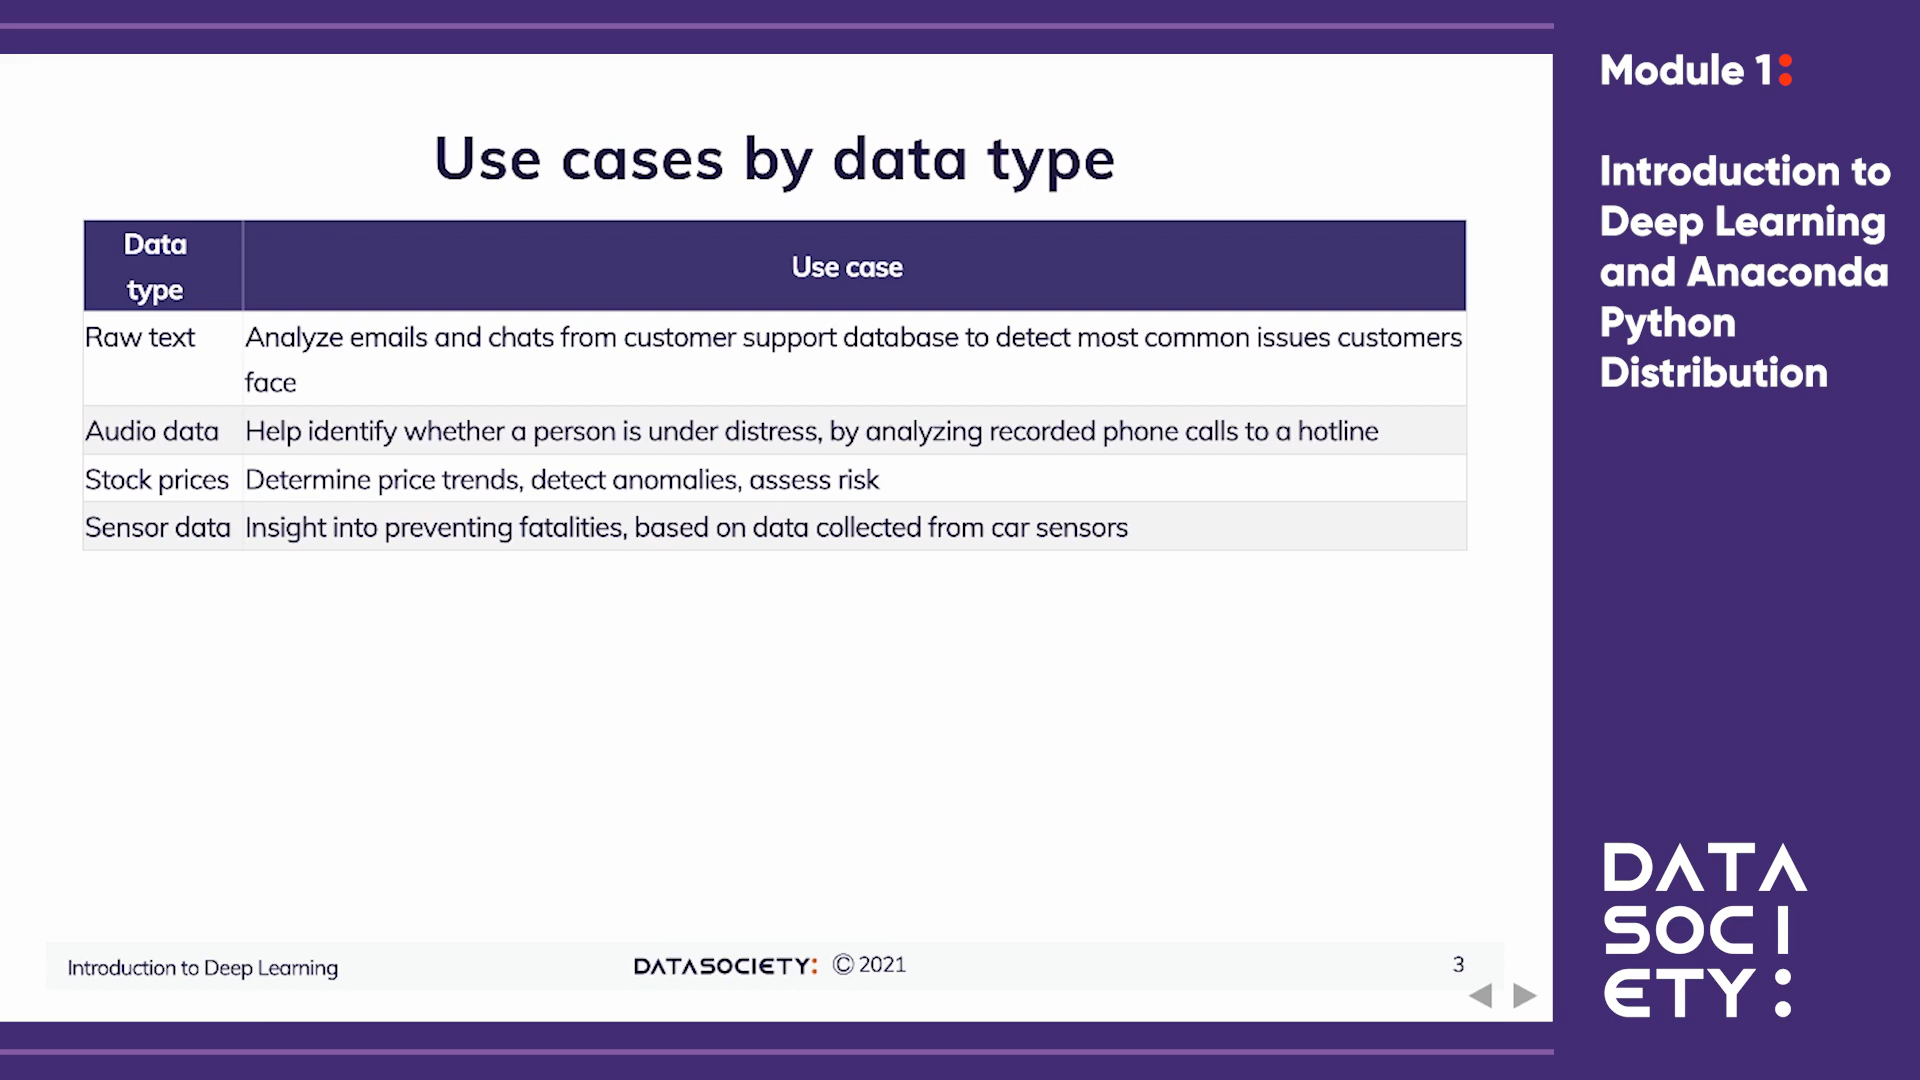 Use cases by data type
Data
type
Use case
Raw text
Analyze emails and chats from customer support database to detect most common issues customers
face
Audio data
Help identify whether a person is under distress, by analyzing recorded phone calls to a hotline
Stock prices
Determine price trends, detect anomalies, assess risk
Sensor data
Insight into preventing fatalities, based on data collected from car sensors
Introduction to Deep Learning
DATASOCIETY: © 2021
3
Module 1:
Introduction to
Deep Learning
and Anaconda
Python
Distribution
DATA
SOCI
ETY: